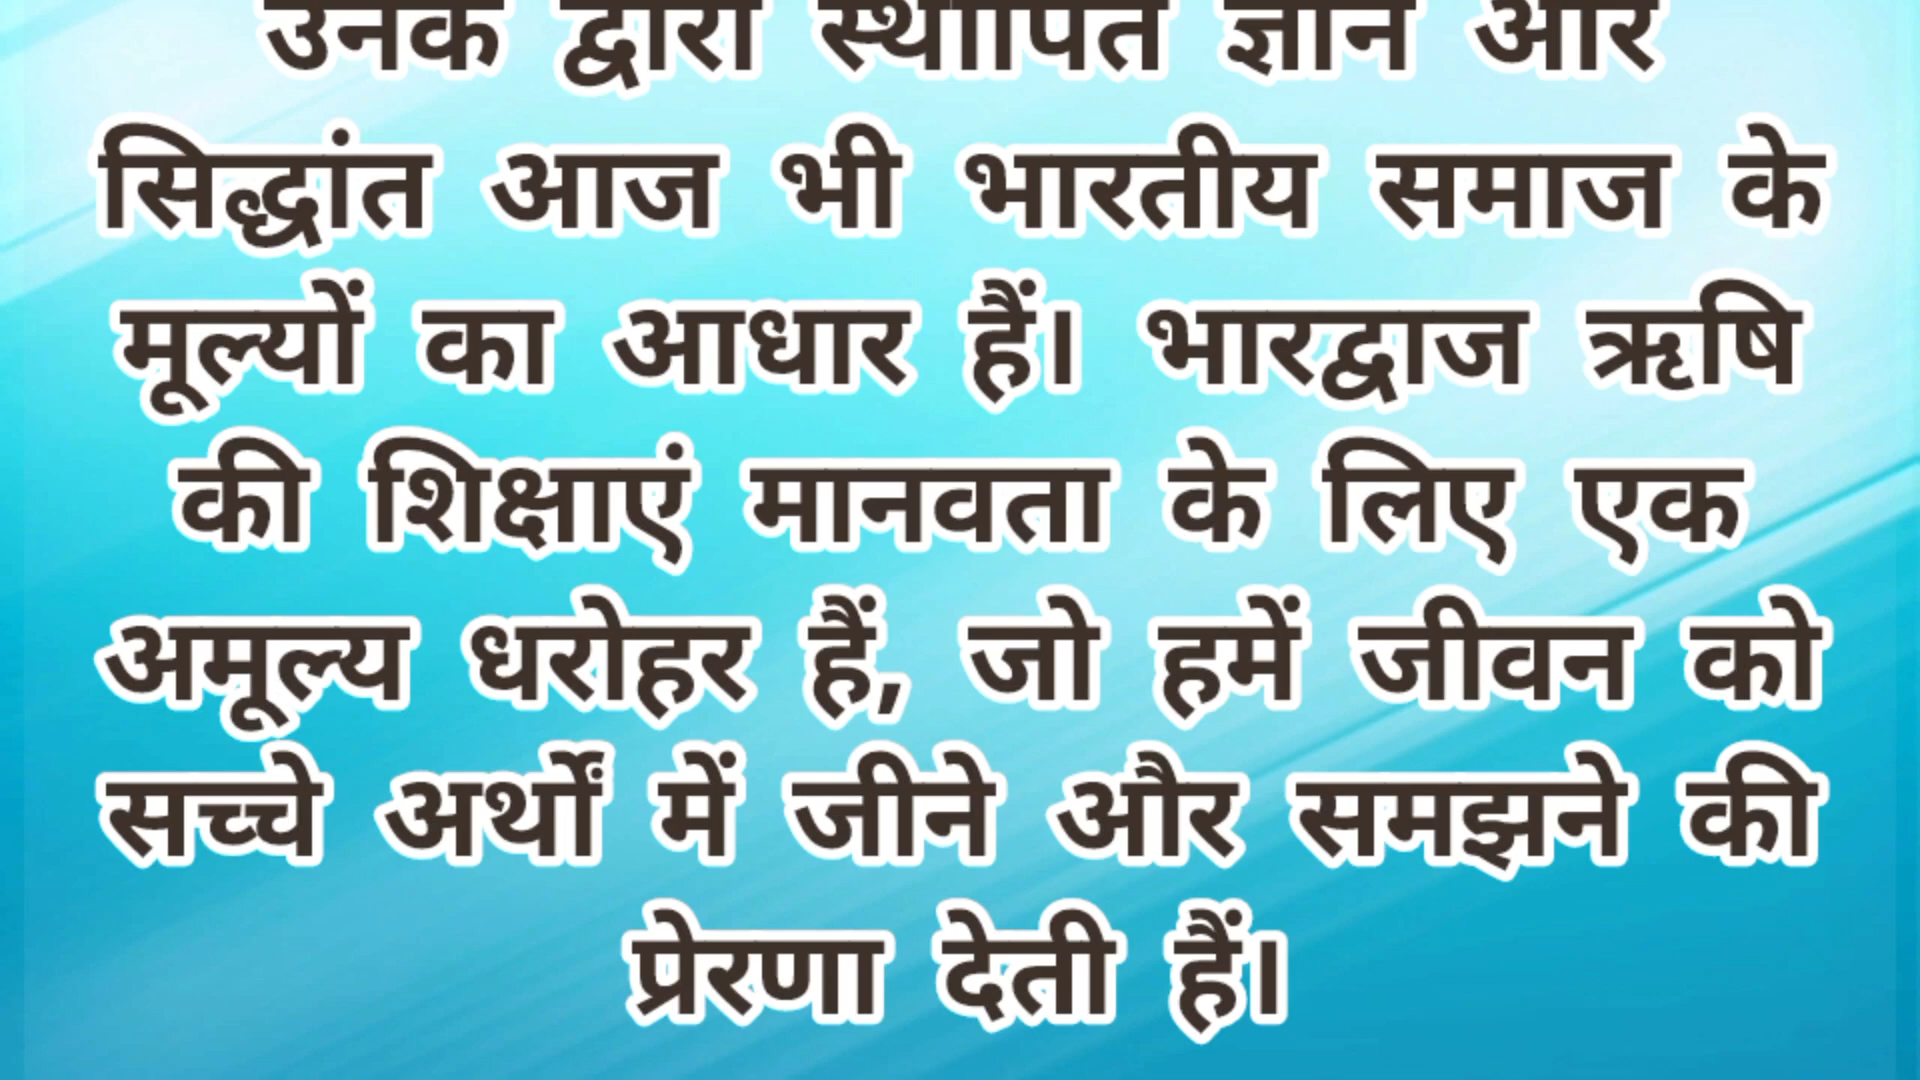 उनके द्वारा स्थापित ज्ञान और
सिद्धांत आज भी भारतीय समाज के
मूल्यों का आधार हैं। भारद्वाज ऋषि
की शिक्षाएं मानवता के लिए एक
अमूल्य धरोहर हैं, जो हमें जीवन को
सच्चे अर्थों में जीने और समझने की
प्रेरणा देती हैं।